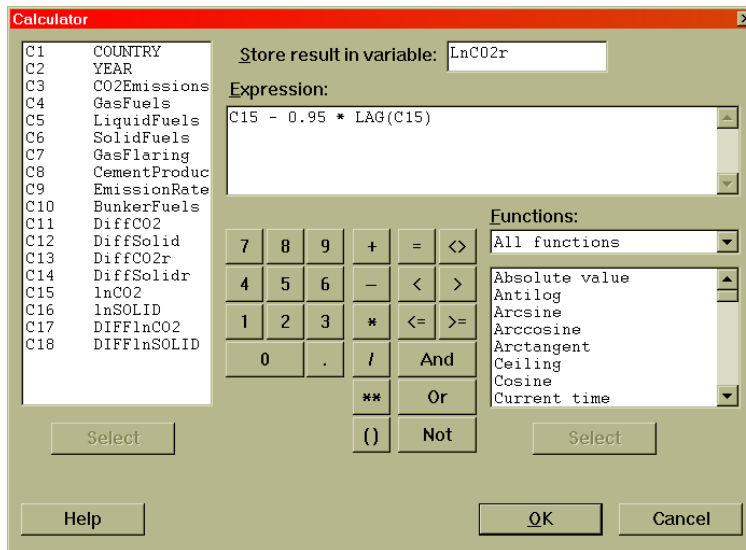 Calculator
Store result in variable: LnCO2r
C1 COUNTRY
C2 YEAR
C3 CO2Emissions
C4 GasFuels
C5 LiquidFuels
C6 SolidFuels
C7 GasFlaring
C8 CementProduc
C9 EmissionRate
C10 BunkerFuels
C11 DiffCO2
C12 DiffSolid
C13 DiffCO2r
C14 DiffSolidr
C15 lnCO2
C16 lnSOLID
C17 DIFFlnCO2
C18 DIFFlnSOLID
Select
Expression:
C15 - 0.95 * LAG(C15)
7 8 9 + = <>
4 5 6 – < >
1 2 3 * <= >=
0 . / And
** Or
() Not
Functions:
All functions
Absolute value
Antilog
Arcsine
Arccosine
Arctangent
Ceiling
Cosine
Current time
Select
Help
OK
Cancel